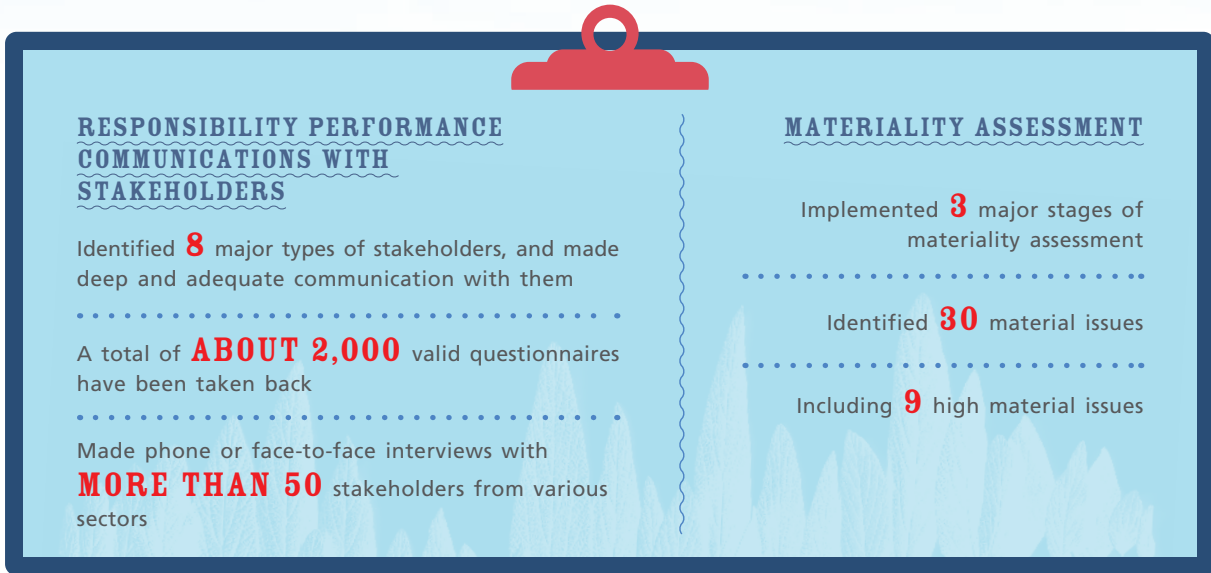 RESPONSIBILITY PERFORMANCE
COMMUNICATIONS WITH
STAKEHOLDERS
Identified 8 major types of stakeholders, and made
deep and adequate communication with them
A total of ABOUT 2,000 valid questionnaires
have been taken back
Made phone or face-to-face interviews with
MORE THAN 50 stakeholders from various
sectors
MATERIALITY ASSESSMENT
Implemented 3 major stages of
materiality assessment
Identified 30 material issues
Including 9 high material issues